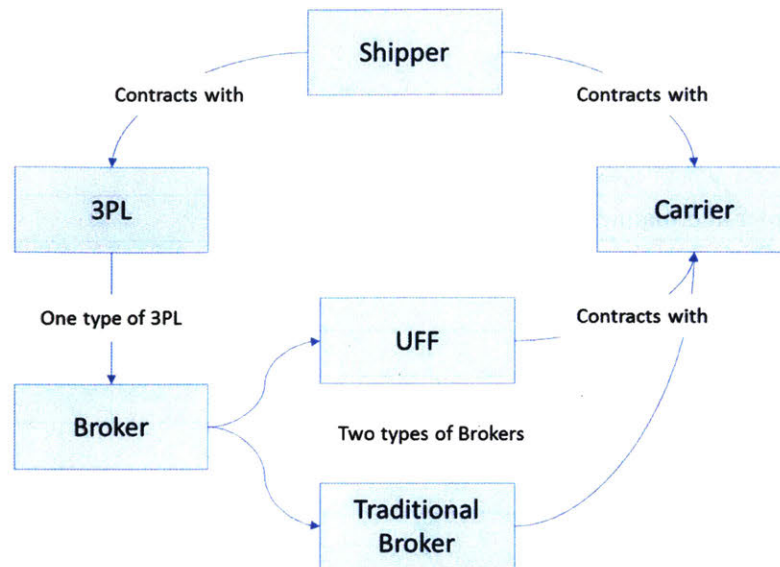 Shipper
Contracts with
Contracts with
3PL
Carrier
One type of 3PL
UFF
Contracts with
Broker
Two types of Brokers
Traditional
Broker